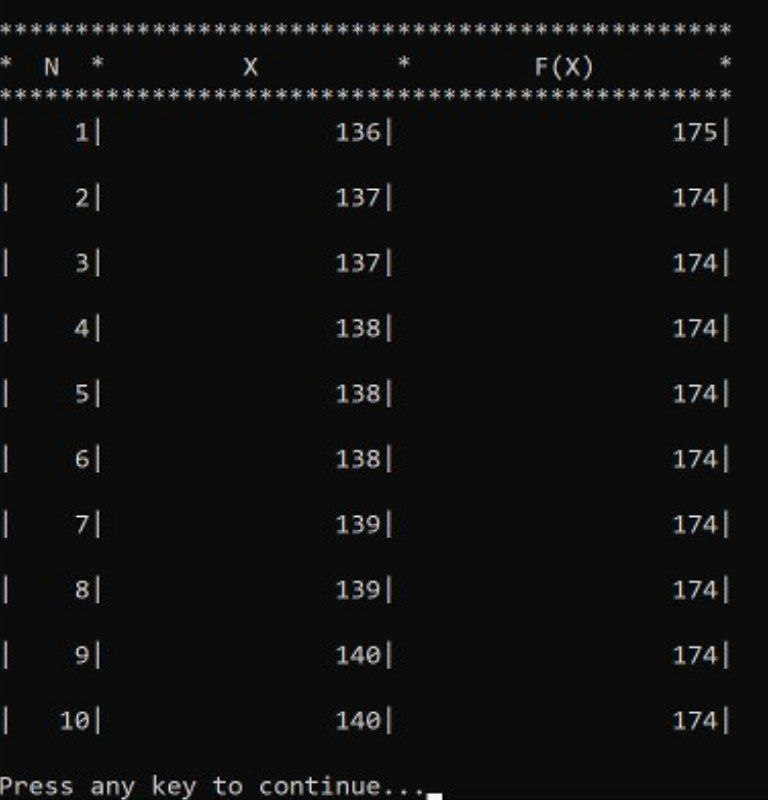 ************************************************
*  N  *         X         *        F(X)        *
************************************************
|    1|               136|                  175|
|    2|               137|                  174|
|    3|               137|                  174|
|    4|               138|                  174|
|    5|               138|                  174|
|    6|               138|                  174|
|    7|               139|                  174|
|    8|               139|                  174|
|    9|               140|                  174|
|   10|               140|                  174|
Press any key to continue...